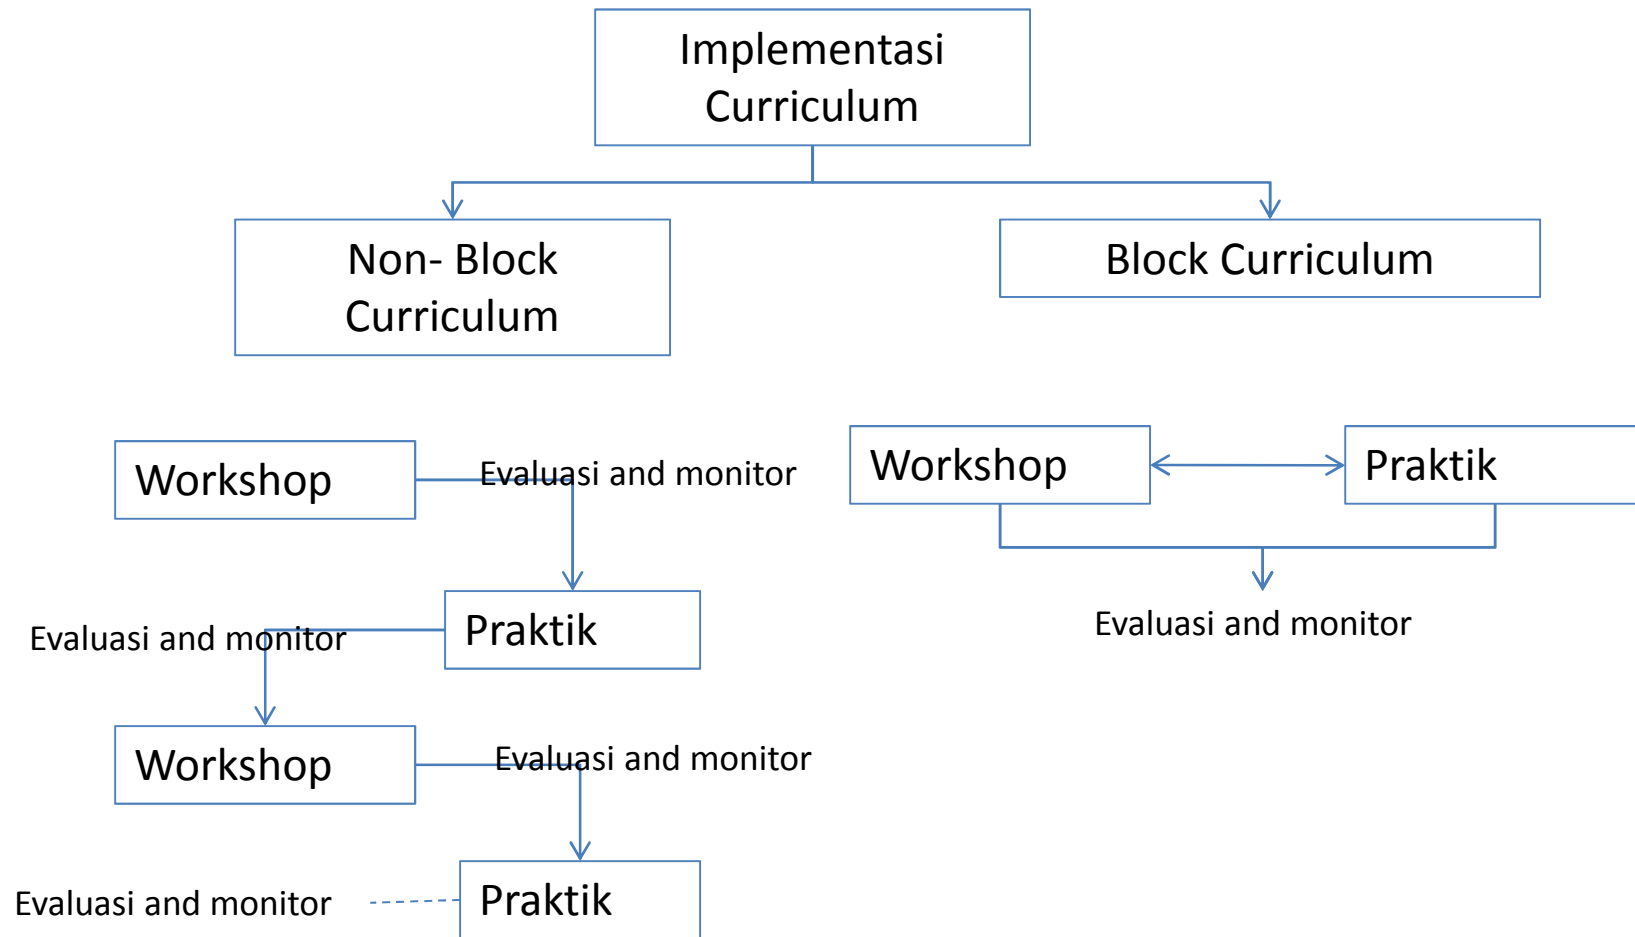 Implementasi
Curriculum
Non- Block
Curriculum
Block Curriculum
Workshop
Evaluasi and monitor
Praktik
Evaluasi and monitor
Workshop
Evaluasi and monitor
Praktik
Evaluasi and monitor
Workshop
Praktik
Evaluasi and monitor